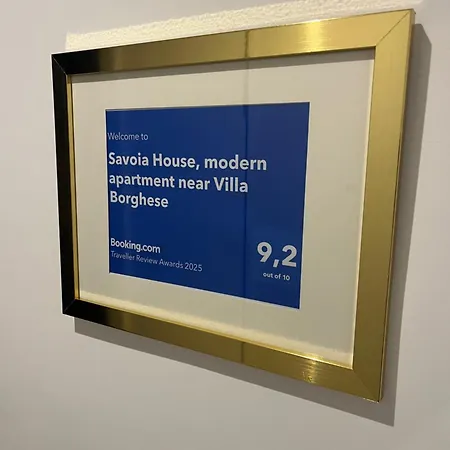 Welcome to
Savoia House, modern
apartment near Villa
Borghese
Booking.com
Traveller Review Awards 2025
9,2
out of 10